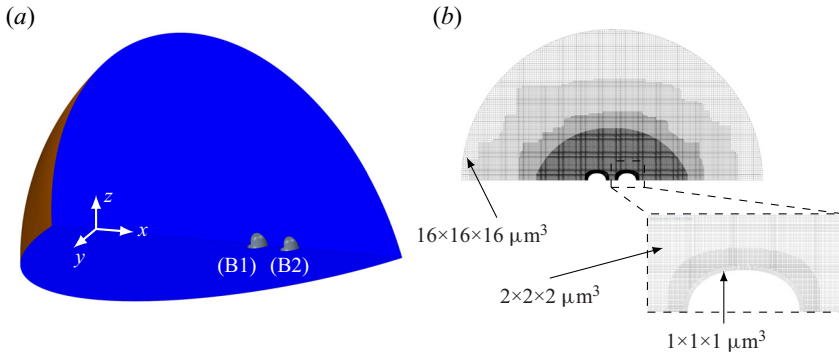 (a)
z
x
y
(B1) (B2)
(b)
16×16×16 μm³
2×2×2 μm³
1×1×1 μm³